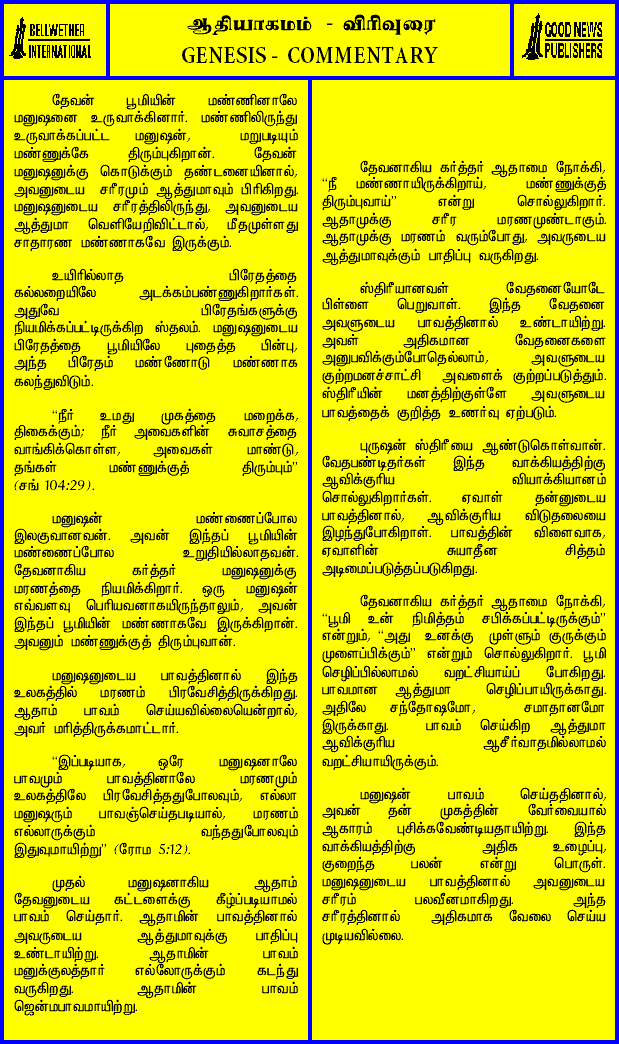 BELLWETHER
INTERNATIONAL
ஆதியாகமம் - விரிவுரை
GENESIS - COMMENTARY
GOOD NEWS
PUBLISHERS
தேவன் பூமியின் மண்ணினாலே
மனுஷனை உருவாக்கினார். மண்ணிலிருந்து
உருவாக்கப்பட்ட மனுஷன், மறுபடியும்
மண்ணுக்கே திரும்புகிறான். தேவன்
மனுஷனுக்கு கொடுக்கும் தண்டனையினால்,
அவனுடைய சரீரமும் ஆத்துமாவும் பிரிகிறது.
மனுஷனுடைய சரீரத்திலிருந்து, அவனுடைய
ஆத்துமா வெளியேறிவிட்டால், மீதமுள்ளது
சாதாரண மண்ணாகவே இருக்கும்.
உயிரில்லாத பிரேதத்தை
கல்லறையிலே அடக்கம்பண்ணுகிறார்கள்.
அதுவே பிரேதங்களுக்கு
நியமிக்கப்பட்டிருக்கிற ஸ்தலம். மனுஷனுடைய
பிரேதத்தை பூமியிலே புதைத்த பின்பு,
அந்த பிரேதம் மண்ணோடு மண்ணாக
கலந்துவிடும்.
“நீர் உமது முகத்தை மறைக்க,
திகைக்கும்; நீர் அவைகளின் சுவாசத்தை
வாங்கிக்கொள்ள, அவைகள் மாண்டு,
தங்கள் மண்ணுக்குத் திரும்பும்”
(சங் 104:29).
மனுஷன் மண்ணைப்போல
இலகுவானவன். அவன் இந்தப் பூமியின்
மண்ணைப்போல உறுதியில்லாதவன்.
தேவனாகிய கர்த்தர் மனுஷனுக்கு
மரணத்தை நியமிக்கிறார். ஒரு மனுஷன்
எவ்வளவு பெரியவனாகயிருந்தாலும், அவன்
இந்தப் பூமியின் மண்ணாகவே இருக்கிறான்.
அவனும் மண்ணுக்குத் திரும்புவான்.
மனுஷனுடைய பாவத்தினால் இந்த
உலகத்தில் மரணம் பிரவேசித்திருக்கிறது.
ஆதாம் பாவம் செய்யவில்லையென்றால்,
அவர் மரித்திருக்கமாட்டார்.
“இப்படியாக, ஒரே மனுஷனாலே
பாவமும் பாவத்தினாலே மரணமும்
உலகத்திலே பிரவேசித்ததுபோலவும், எல்லா
மனுஷரும் பாவஞ்செய்தபடியால், மரணம்
எல்லாருக்கும் வந்ததுபோலவும்
இதுவுமாயிற்று” (ரோம 5:12).
முதல் மனுஷனாகிய ஆதாம்
தேவனுடைய கட்டளைக்கு கீழ்ப்படியாமல்
பாவம் செய்தார். ஆதாமின் பாவத்தினால்
அவருடைய ஆத்துமாவுக்கு பாதிப்பு
உண்டாயிற்று. ஆதாமின் பாவம்
மனுக்குலத்தார் எல்லோருக்கும் கடந்து
வருகிறது. ஆதாமின் பாவம்
ஜென்மபாவமாயிற்று.
தேவனாகிய கர்த்தர் ஆதாமை நோக்கி,
“நீ மண்ணாயிருக்கிறாய், மண்ணுக்குத்
திரும்புவாய்” என்று சொல்லுகிறார்.
ஆதாமுக்கு சரீர மரணமுண்டாகும்.
ஆதாமுக்கு மரணம் வரும்போது, அவருடைய
ஆத்துமாவுக்கும் பாதிப்பு வருகிறது.
ஸ்திரீயானவள் வேதனையோடே
பிள்ளை பெறுவாள். இந்த வேதனை
அவளுடைய பாவத்தினால் உண்டாயிற்று.
அவள் அதிகமான வேதனைகளை
அனுபவிக்கும்போதெல்லாம், அவளுடைய
குற்றமனச்சாட்சி அவளைக் குற்றப்படுத்தும்.
ஸ்திரீயின் மனத்திற்குள்ளே அவளுடைய
பாவத்தைக் குறித்த உணர்வு ஏற்படும்.
புருஷன் ஸ்திரீயை ஆண்டுகொள்வான்.
வேதபண்டிதர்கள் இந்த வாக்கியத்திற்கு
ஆவிக்குரிய வியாக்கியானம்
சொல்லுகிறார்கள். ஏவாள் தன்னுடைய
பாவத்தினால், ஆவிக்குரிய விடுதலையை
இழந்துபோகிறாள். பாவத்தின் விளைவாக,
ஏவாளின் சுயாதீன சித்தம்
அடிமைப்படுத்தப்படுகிறது.
தேவனாகிய கர்த்தர் ஆதாமை நோக்கி,
“பூமி உன் நிமித்தம் சபிக்கப்பட்டிருக்கும்”
என்றும், “அது உனக்கு முள்ளும் குருக்கும்
முளைப்பிக்கும்” என்றும் சொல்லுகிறார். பூமி
செழிப்பில்லாமல் வறட்சியாய்ப் போகிறது.
பாவமான ஆத்துமா செழிப்பாயிருக்காது.
அதிலே சந்தோஷமோ, சமாதானமோ
இருக்காது. பாவம் செய்கிற ஆத்துமா
ஆவிக்குரிய ஆசீர்வாதமில்லாமல்
வறட்சியாயிருக்கும்.
மனுஷன் பாவம் செய்ததினால்,
அவன் தன் முகத்தின் வேர்வையால்
ஆகாரம் புசிக்கவேண்டியதாயிற்று. இந்த
வாக்கியத்திற்கு அதிக உழைப்பு,
குறைந்த பலன் என்று பொருள்.
மனுஷனுடைய பாவத்தினால் அவனுடைய
சரீரம் பலவீனமாகிறது. அந்த
சரீரத்தினால் அதிகமாக வேலை செய்ய
முடியவில்லை.